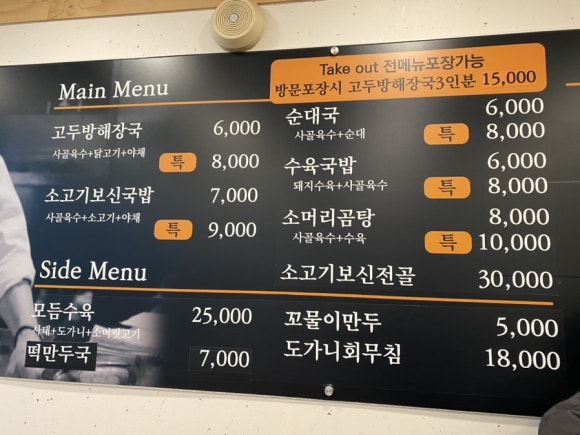 Main Menu
Take out 전메뉴포장가능
방문포장시 고두방해장국3인분 15,000
고두방해장국 6,000
사골육수+닭고기+야채
특 8,000
소고기보신국밥 7,000
사골육수+소고기+야채
특 9,000
순대국 6,000
사골육수+순대
특 8,000
수육국밥 6,000
돼지수육+사골육수
특 8,000
소머리곰탕 8,000
사골육수+수육
특 10,000
소고기보신전골 30,000
Side Menu
모듬수육 25,000
사태+도가니+소머릿고기
떡만두국 7,000
꼬물이만두 5,000
도가니회무침 18,000